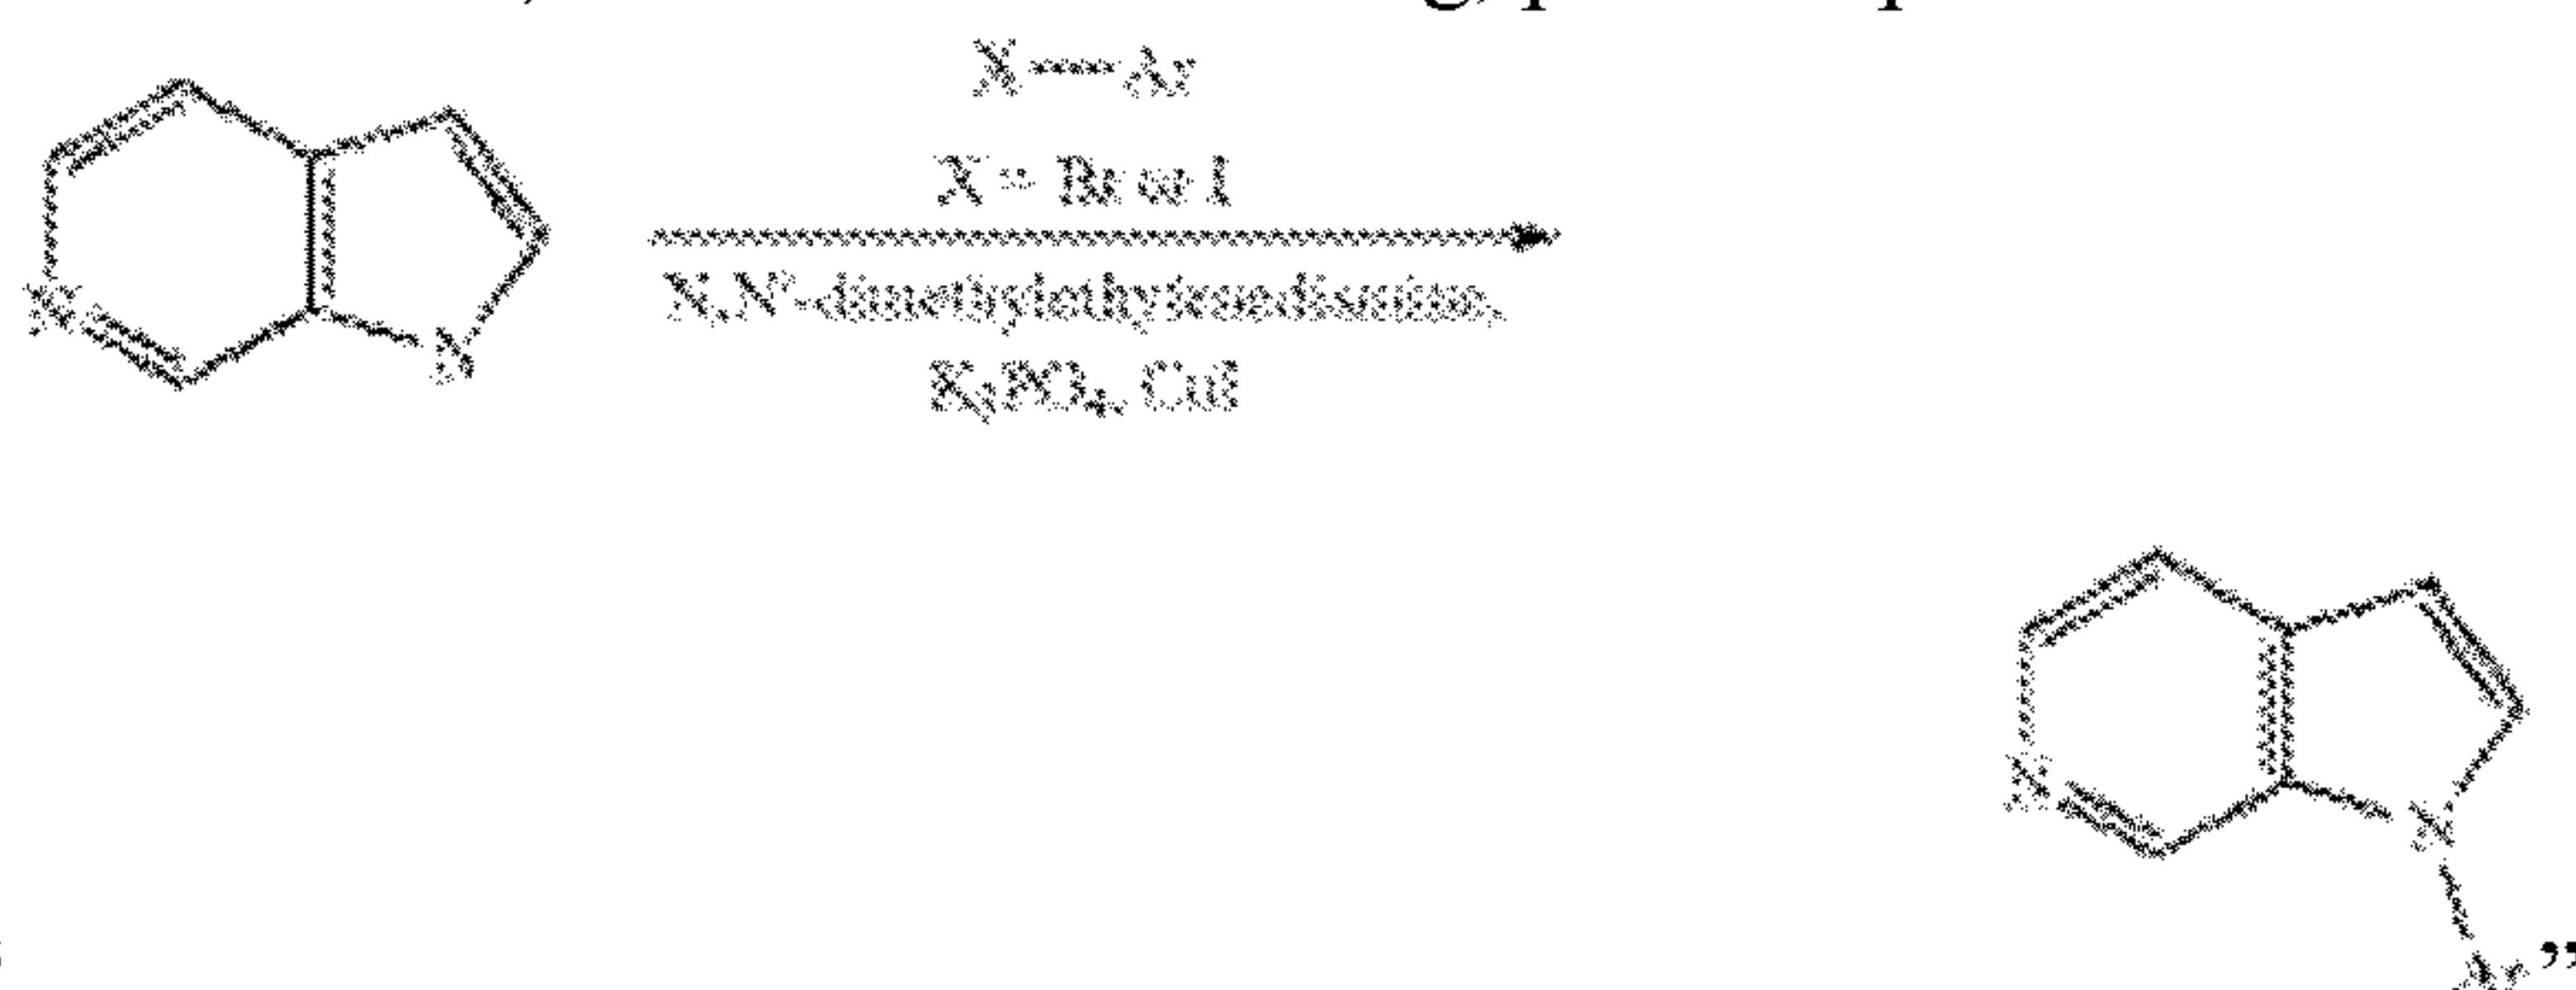 X—Ar
X = Br or I
N,N'-dimethylethylenediamine,
K3PO4, CuI
N
N
N
N
Ar”